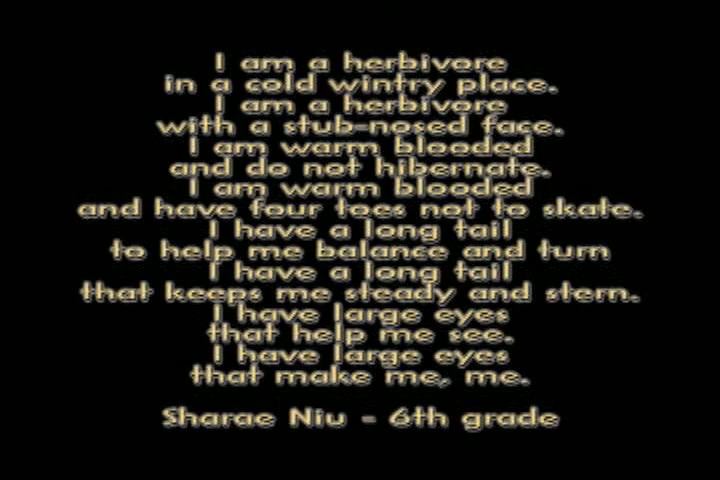 I am a herbivore
in a cold wintry place.
I am a herbivore
with a stub-nosed face.
I am warm blooded
and do not hibernate.
I am warm blooded
and have four toes not to skate.
I have a long tail
to help me balance and turn
I have a long tail
that keeps me steady and stern.
I have large eyes
that help me see.
I have large eyes
that make me, me.
Sharae Niu - 6th grade